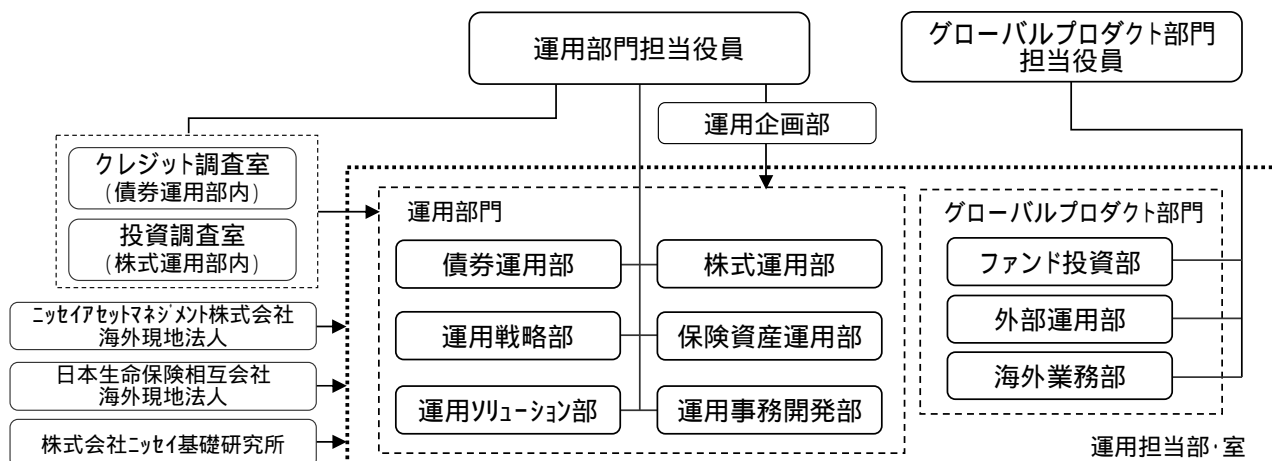 運用部門担当役員
グローバルプロダクト部門
担当役員
運用企画部
クレジット調査室
(債券運用部内)
投資調査室
(株式運用部内)
運用部門
債券運用部
株式運用部
運用戦略部
保険資産運用部
運用ｿﾘｭｰｼｮﾝ部
運用事務開発部
グローバルプロダクト部門
ファンド投資部
外部運用部
海外業務部
ﾆｯｾｲｱｾｯﾄﾏﾈｼﾞﾒﾝﾄ株式会社
海外現地法人
日本生命保険相互会社
海外現地法人
株式会社ﾆｯｾｲ基礎研究所
運用担当部･室